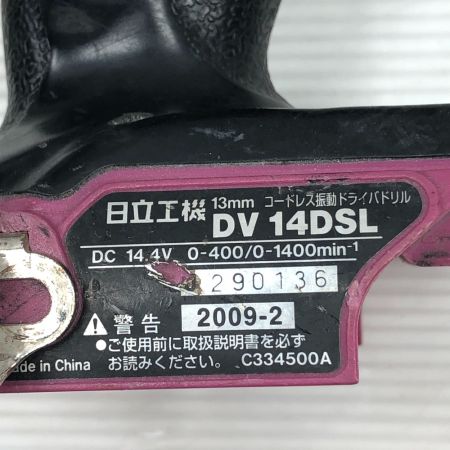 日立工機 13mm コードレス振動ドライバドリル
DV 14DSL
DC 14.4V 0-400/0-1400min⁻¹
290136
⚠警告 2009-2
●ご使用前に取扱説明書を必ず
お読みください。 C334500A
in China